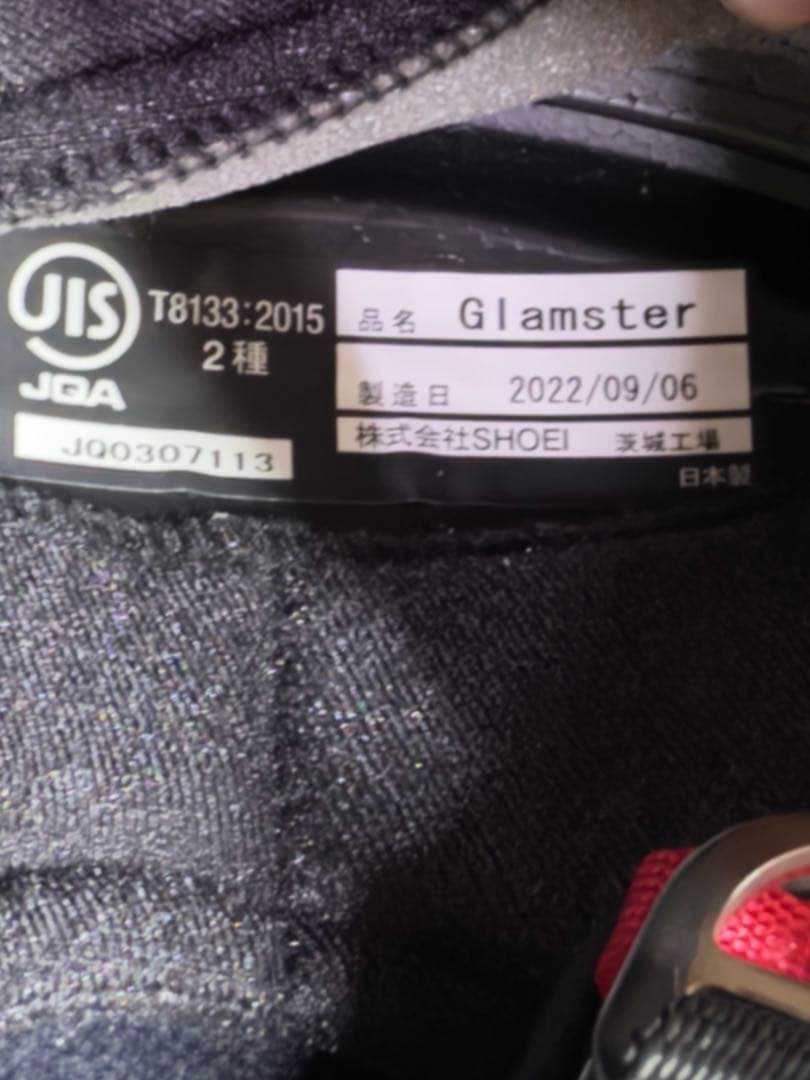 JIS
T8133:2015
2種
JQA
JQ0307113
品名 Glamster
製造日 2022/09/06
株式会社SHOEI 茨城工場
日本製